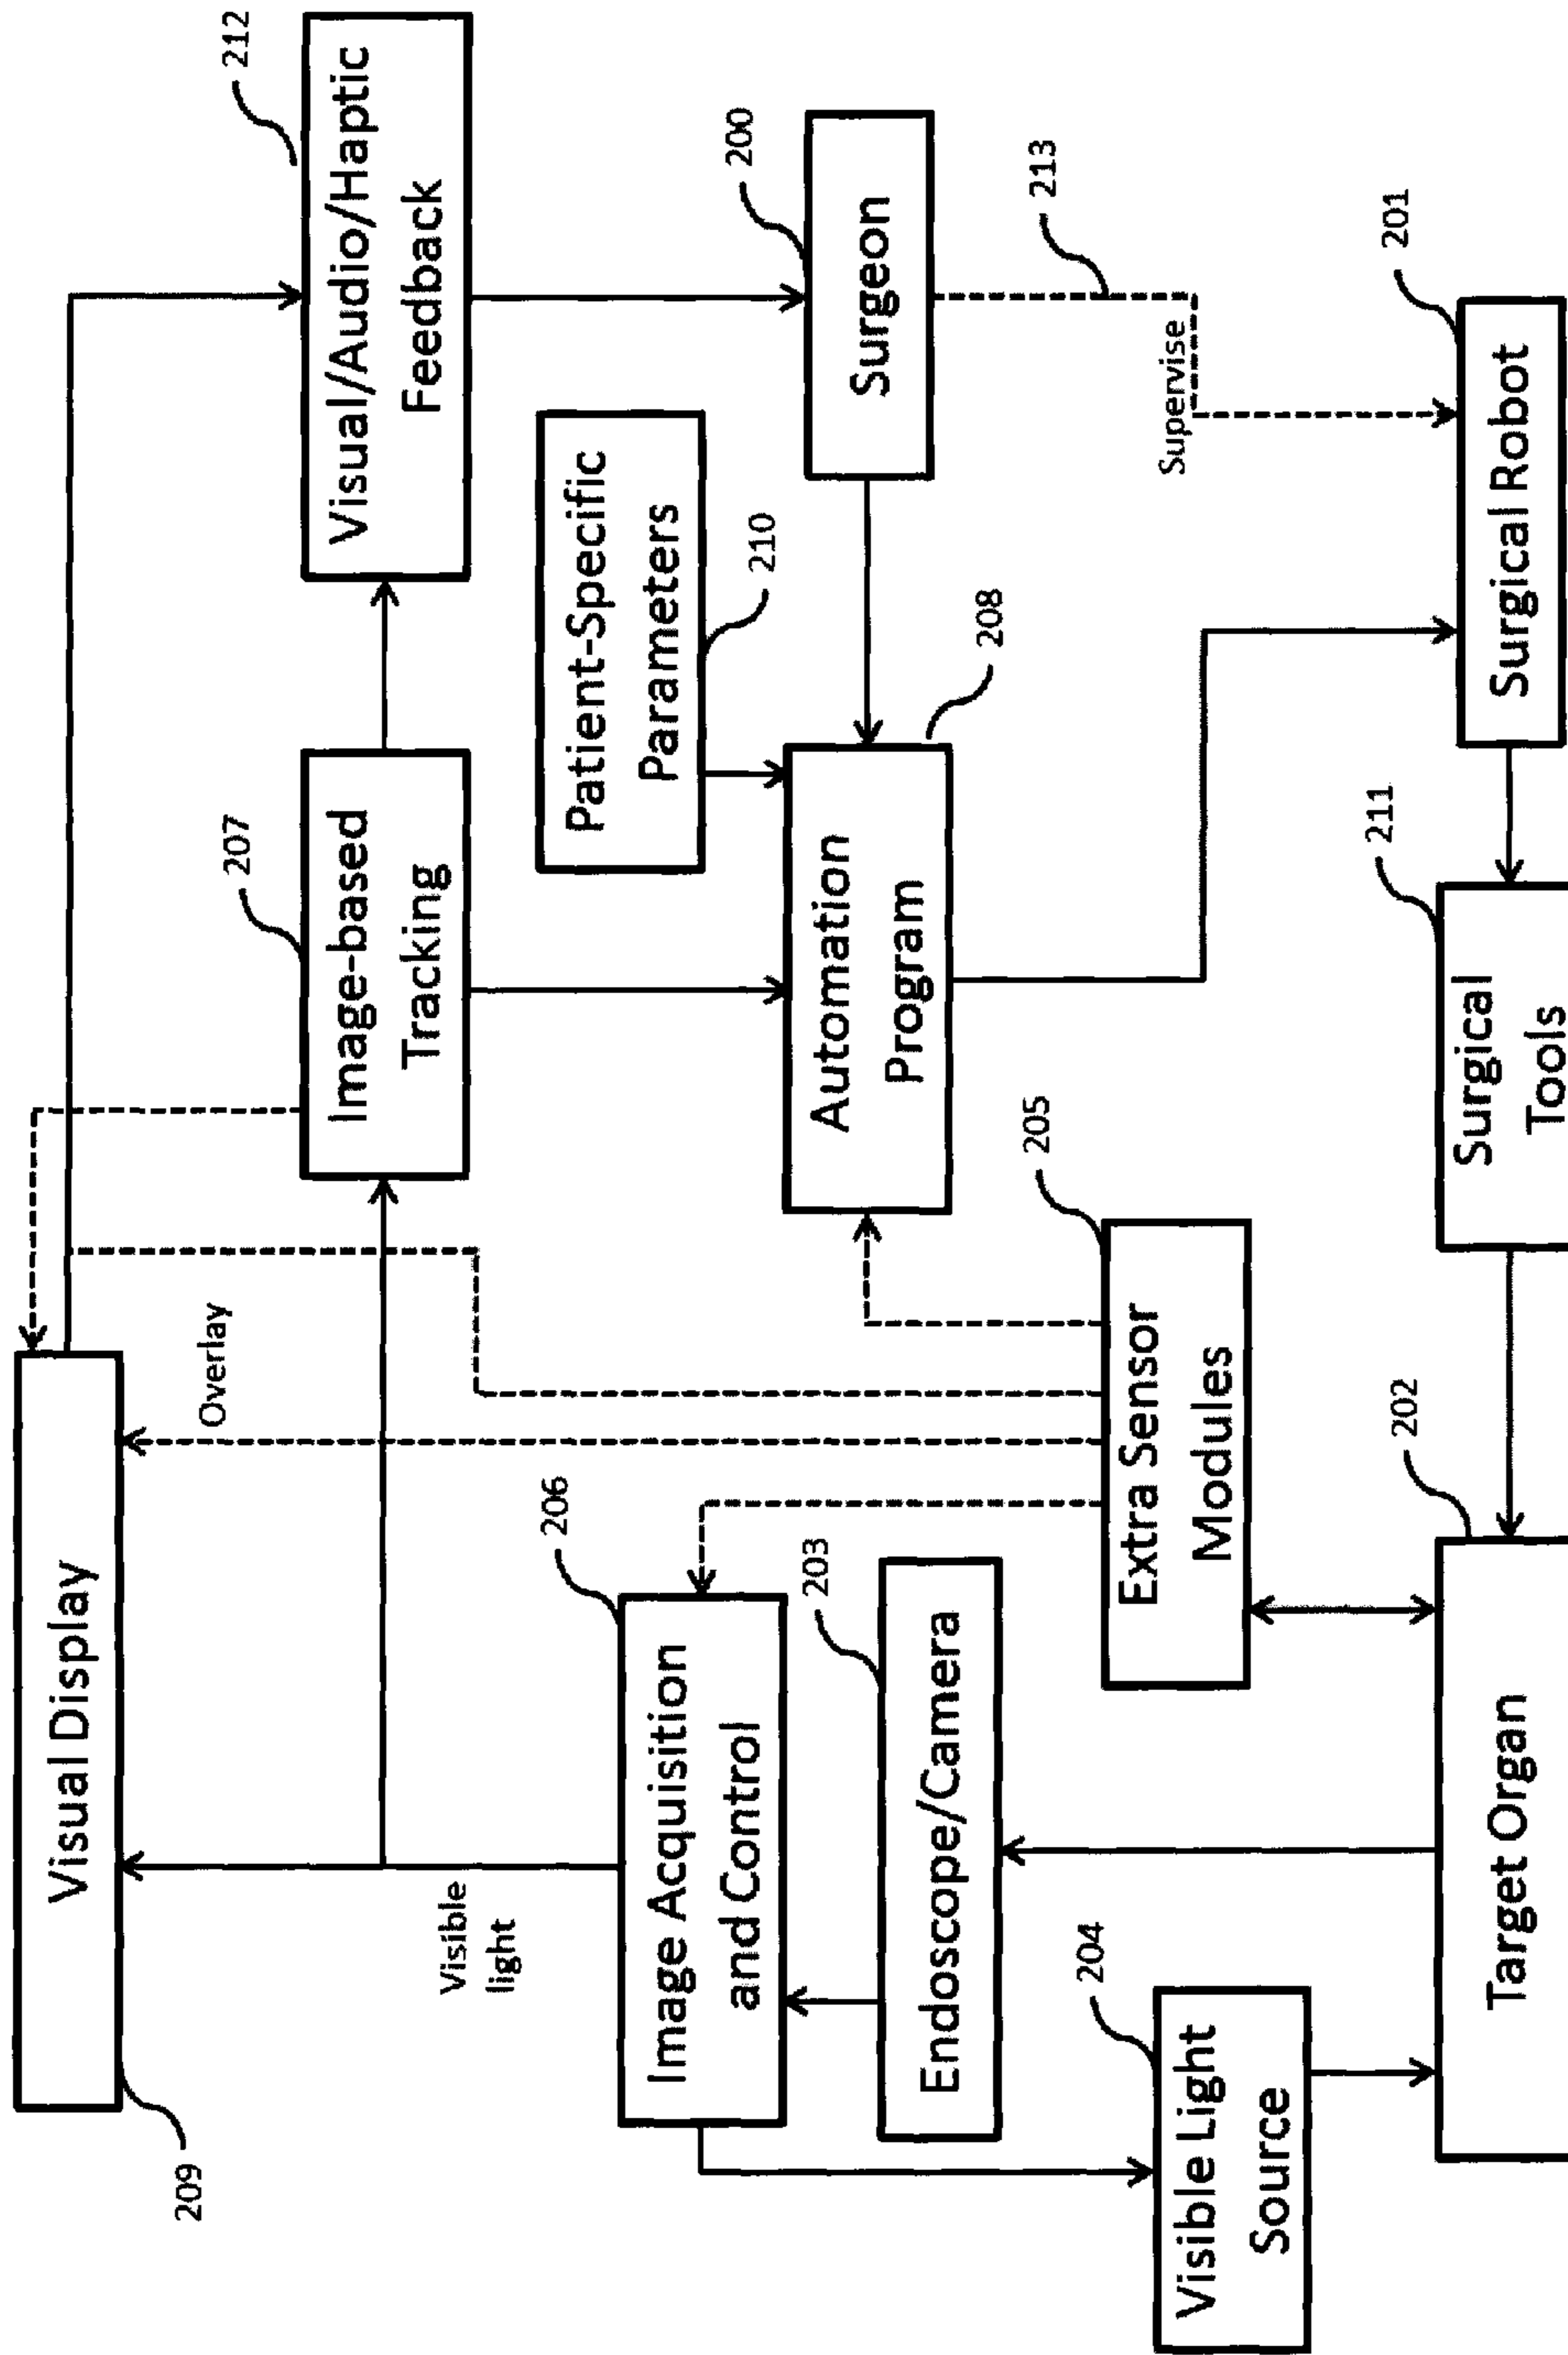 209
Visual Display
Overlay
Visible
light
207
Image-based
Tracking
212
Visual/Audio/Haptic
Feedback
206
Image Acquisition
and Control
Patient-Specific
Parameters
210
203
Endoscope/Camera
Automation
Program
208
200
Surgeon
204
Visible Light
Source
205
Extra Sensor
Modules
213
Supervise
202
Target Organ
211
Surgical
Tools
201
Surgical Robot